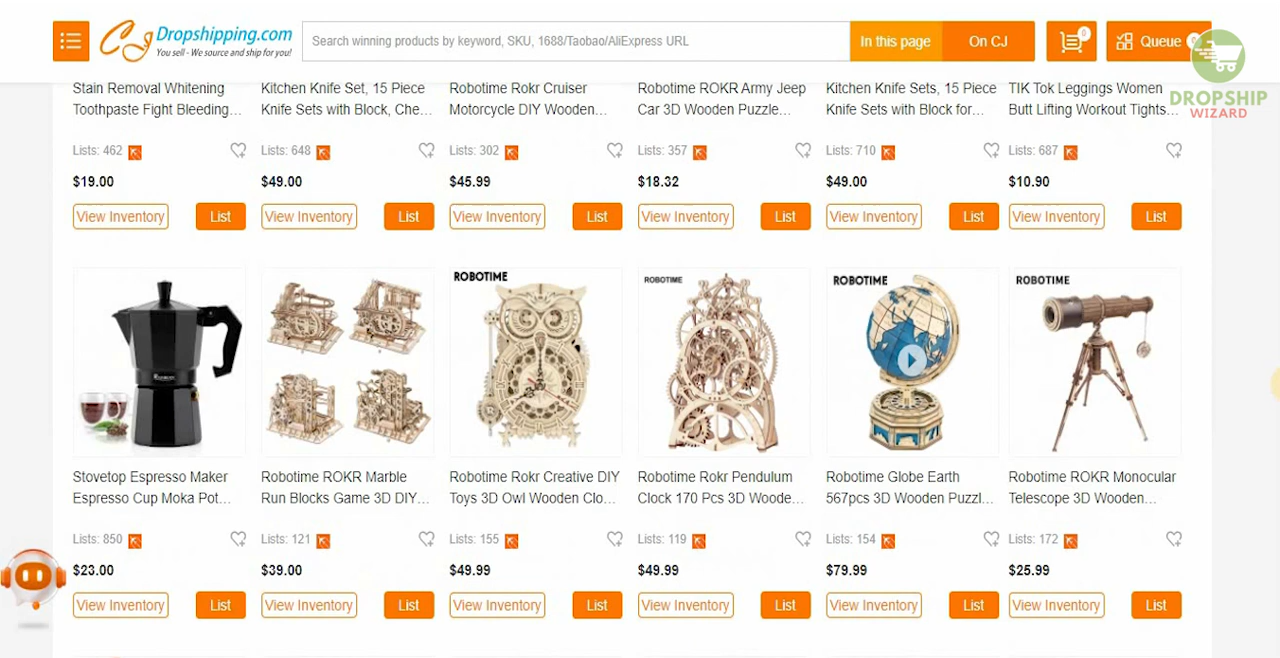 CJ Dropshipping.com
You sell - We source and ship for you!
Search winning products by keyword, SKU, 1688/Taobao/AliExpress URL
In this page
On CJ
0
Queue
DROPSHIP
WIZARD
Stain Removal Whitening
Toothpaste Fight Bleeding...
Lists: 462
$19.00
View Inventory
List
Kitchen Knife Set, 15 Piece
Knife Sets with Block, Che...
Lists: 648
$49.00
View Inventory
List
Robotime Rokr Cruiser
Motorcycle DIY Wooden...
Lists: 302
$45.99
View Inventory
List
Robotime ROKR Army Jeep
Car 3D Wooden Puzzle...
Lists: 357
$18.32
View Inventory
List
Kitchen Knife Sets, 15 Piece
Knife Sets with Block for...
Lists: 710
$49.00
View Inventory
List
TIK Tok Leggings Women
Butt Lifting Workout Tights...
Lists: 687
$10.90
View Inventory
List
Stovetop Espresso Maker
Espresso Cup Moka Pot...
Lists: 850
$23.00
View Inventory
List
Robotime ROKR Marble
Run Blocks Game 3D DIY...
Lists: 121
$39.00
View Inventory
List
ROBOTIME
Robotime Rokr Creative DIY
Toys 3D Owl Wooden Clo...
Lists: 155
$49.99
View Inventory
List
ROBOTIME
Robotime Rokr Pendulum
Clock 170 Pcs 3D Woode...
Lists: 119
$49.99
View Inventory
List
ROBOTIME
Robotime Globe Earth
567pcs 3D Wooden Puzzl...
Lists: 154
$79.99
View Inventory
List
ROBOTIME
Robotime ROKR Monocular
Telescope 3D Wooden...
Lists: 172
$25.99
View Inventory
List